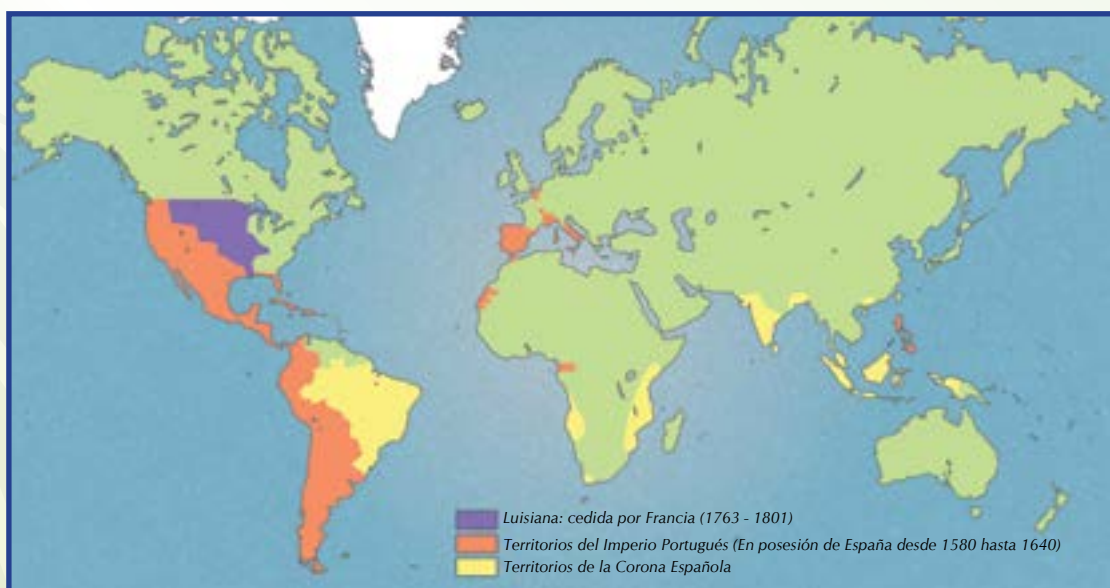 Luisiana: cedida por Francia (1763 - 1801)
Territorios del Imperio Portugués (En posesión de España desde 1580 hasta 1640)
Territorios de la Corona Española